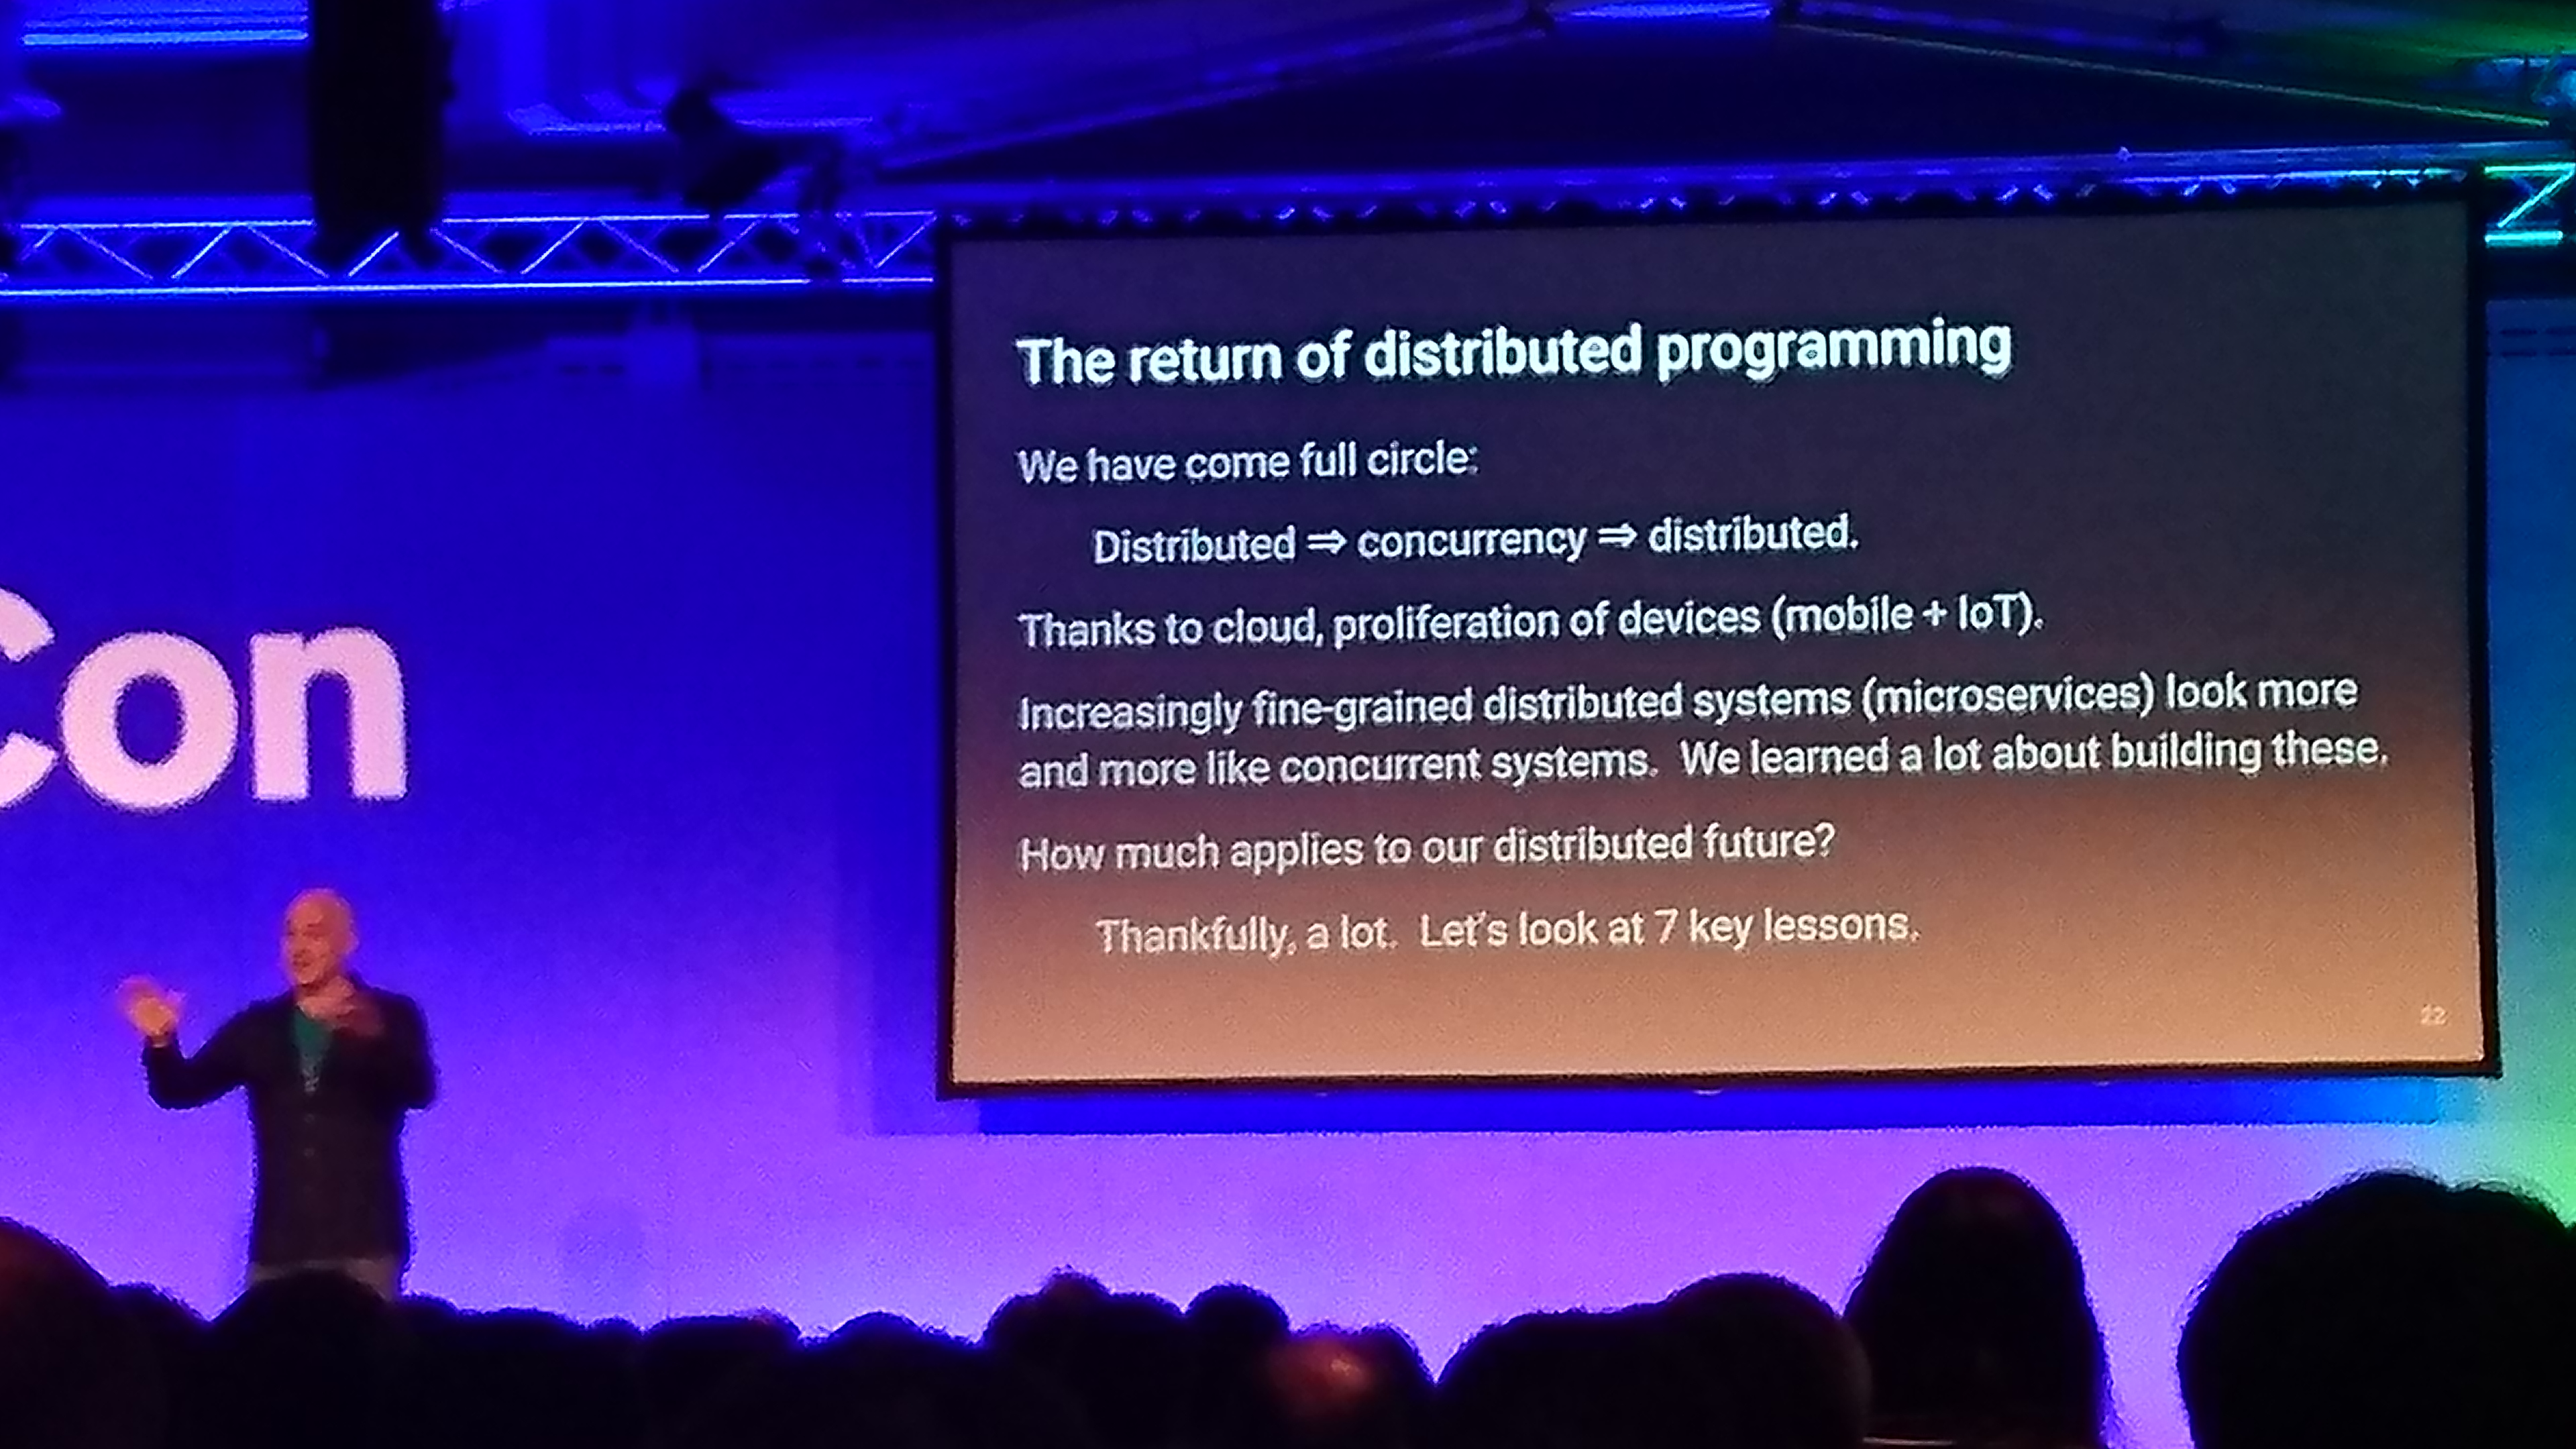 Con
The return of distributed programming
We have come full circle:
Distributed ⇒ concurrency ⇒ distributed.
Thanks to cloud, proliferation of devices (mobile + IoT).
Increasingly fine-grained distributed systems (microservices) look more
and more like concurrent systems. We learned a lot about building these.
How much applies to our distributed future?
Thankfully, a lot. Let's look at 7 key lessons.
22